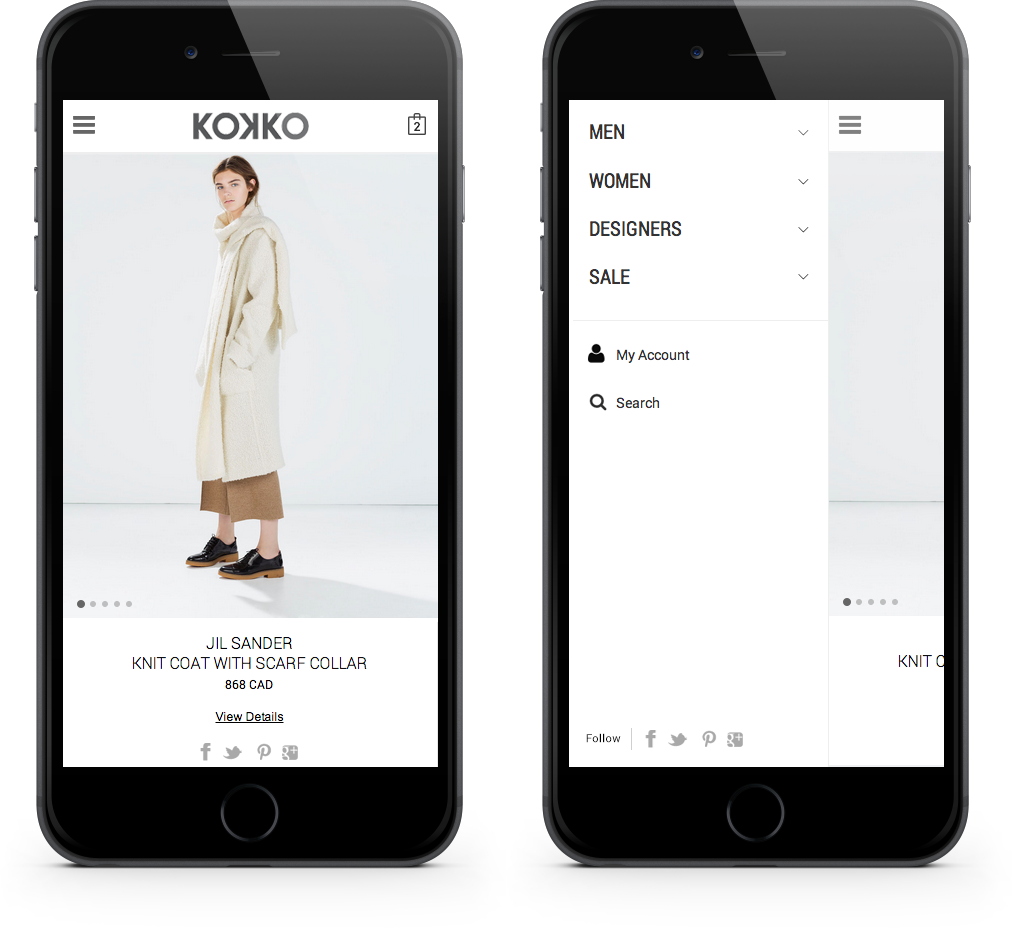 KOKKO
2
JIL SANDER
KNIT COAT WITH SCARF COLLAR
868 CAD
View Details
MEN
WOMEN
DESIGNERS
SALE
My Account
Search
Follow
KNIT C